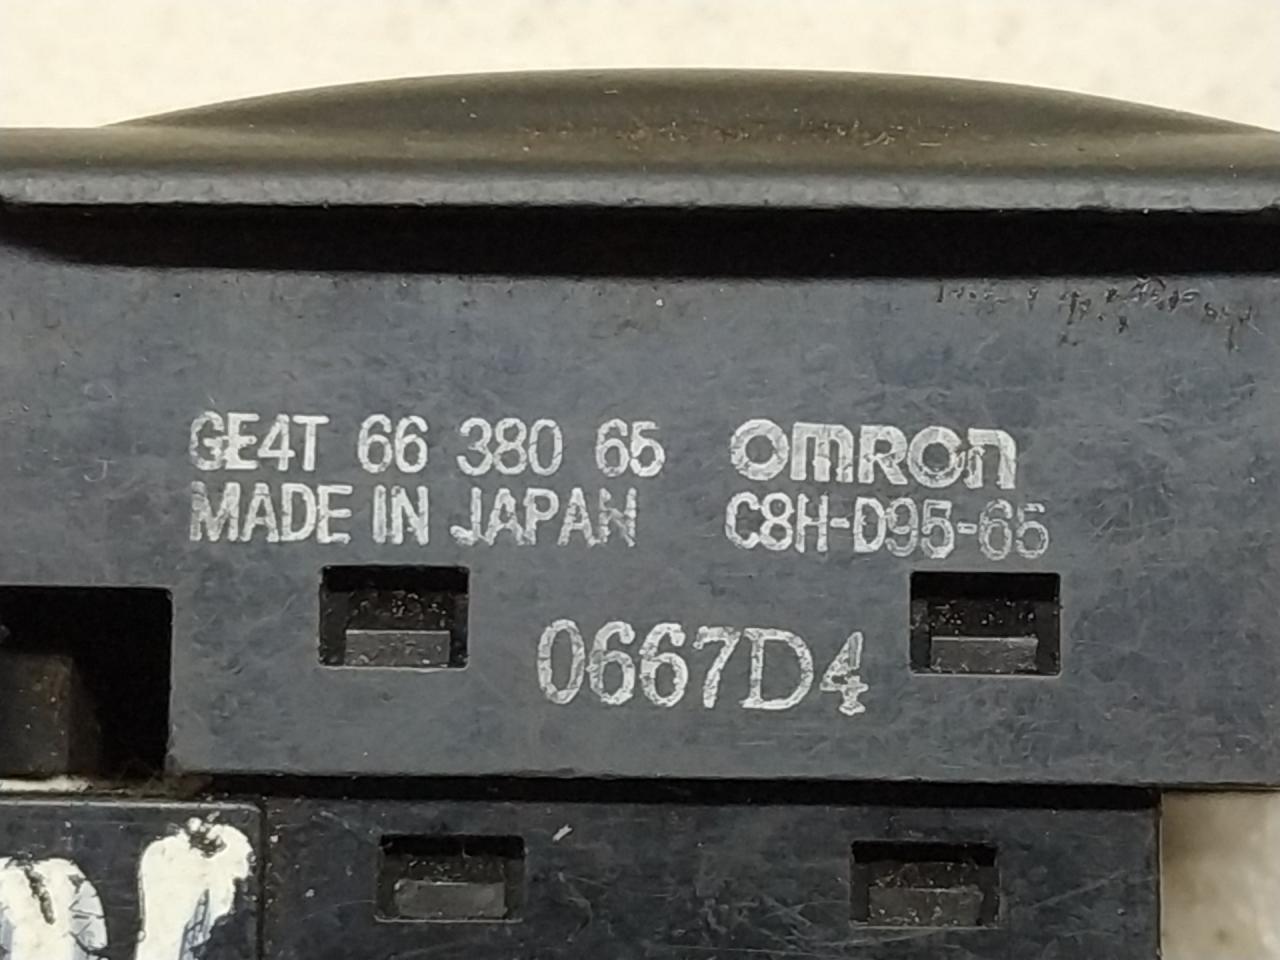 GE4T 66 380 65 OMRON
MADE IN JAPAN C8H-D95-65
0667D4